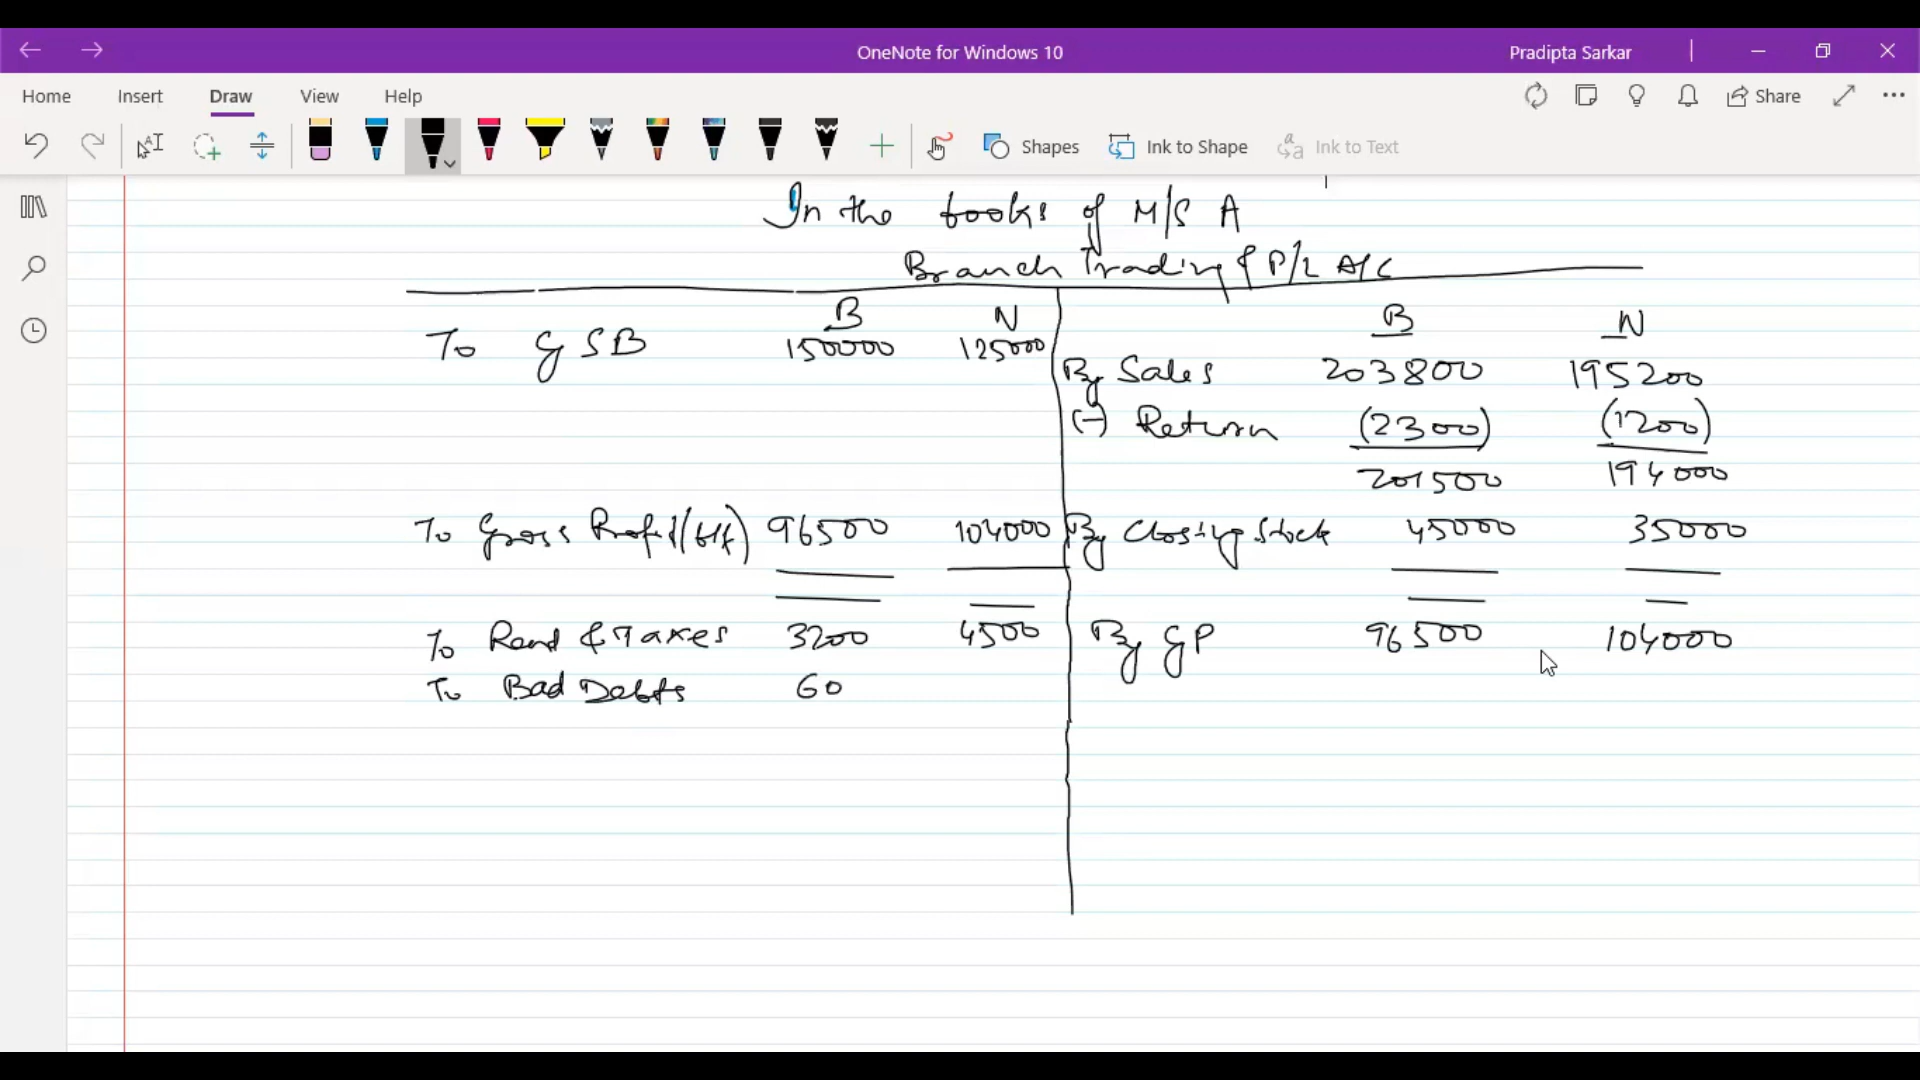 OneNote for Windows 10
Pradipta Sarkar
Home Insert Draw View Help
Share
Shapes Ink to Shape Ink to Text
In the books of M/S A
Branch Trading & P/L A/C
B N B N
To GSB 150000 125000
By Sales 203800 195200
(-) Return (2300) (1200)
201500 194000
To Gross Profit (b/f) 96500 104000 By Closing Stock 45000 35000
To Rent & Taxes 3200 4500 By GP 96500 104000
To Bad Debts 60